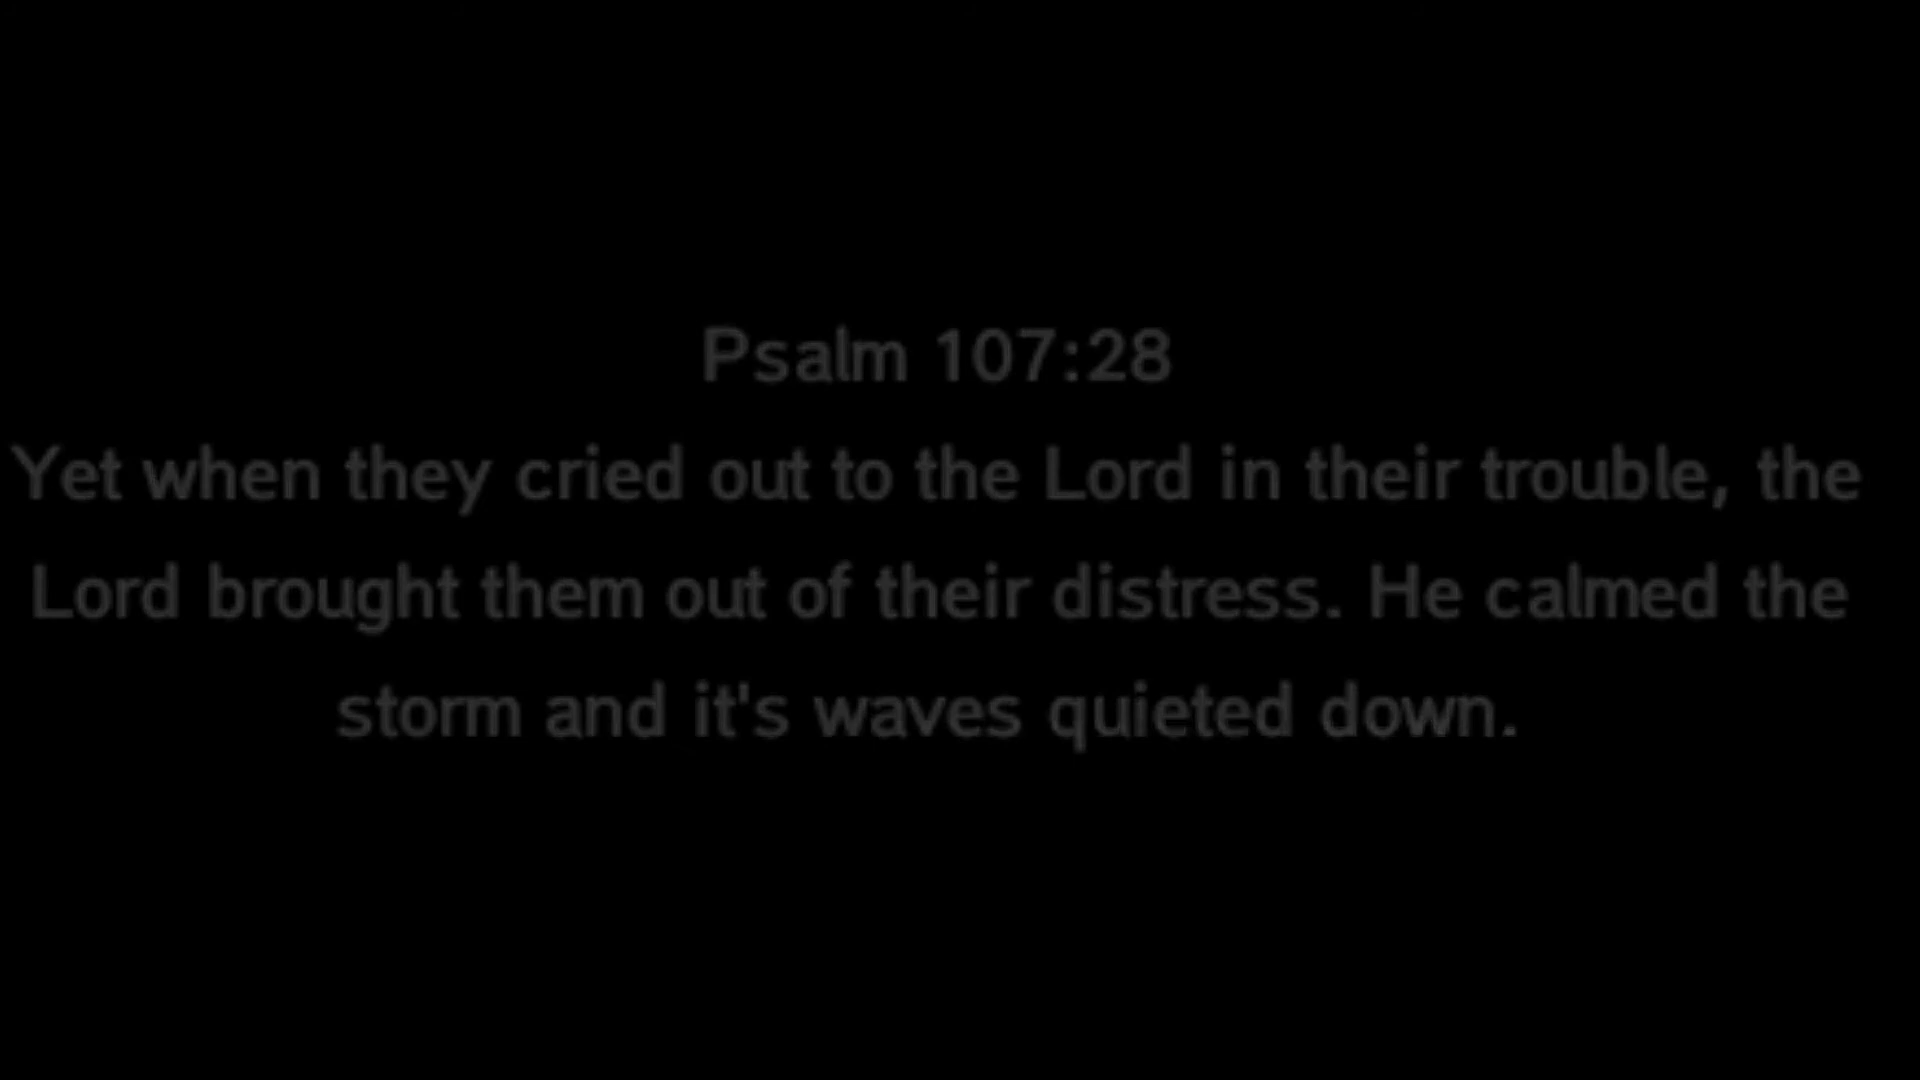 Psalm 107:28
Yet when they cried out to the Lord in their trouble, the
Lord brought them out of their distress. He calmed the
storm and it's waves quieted down.